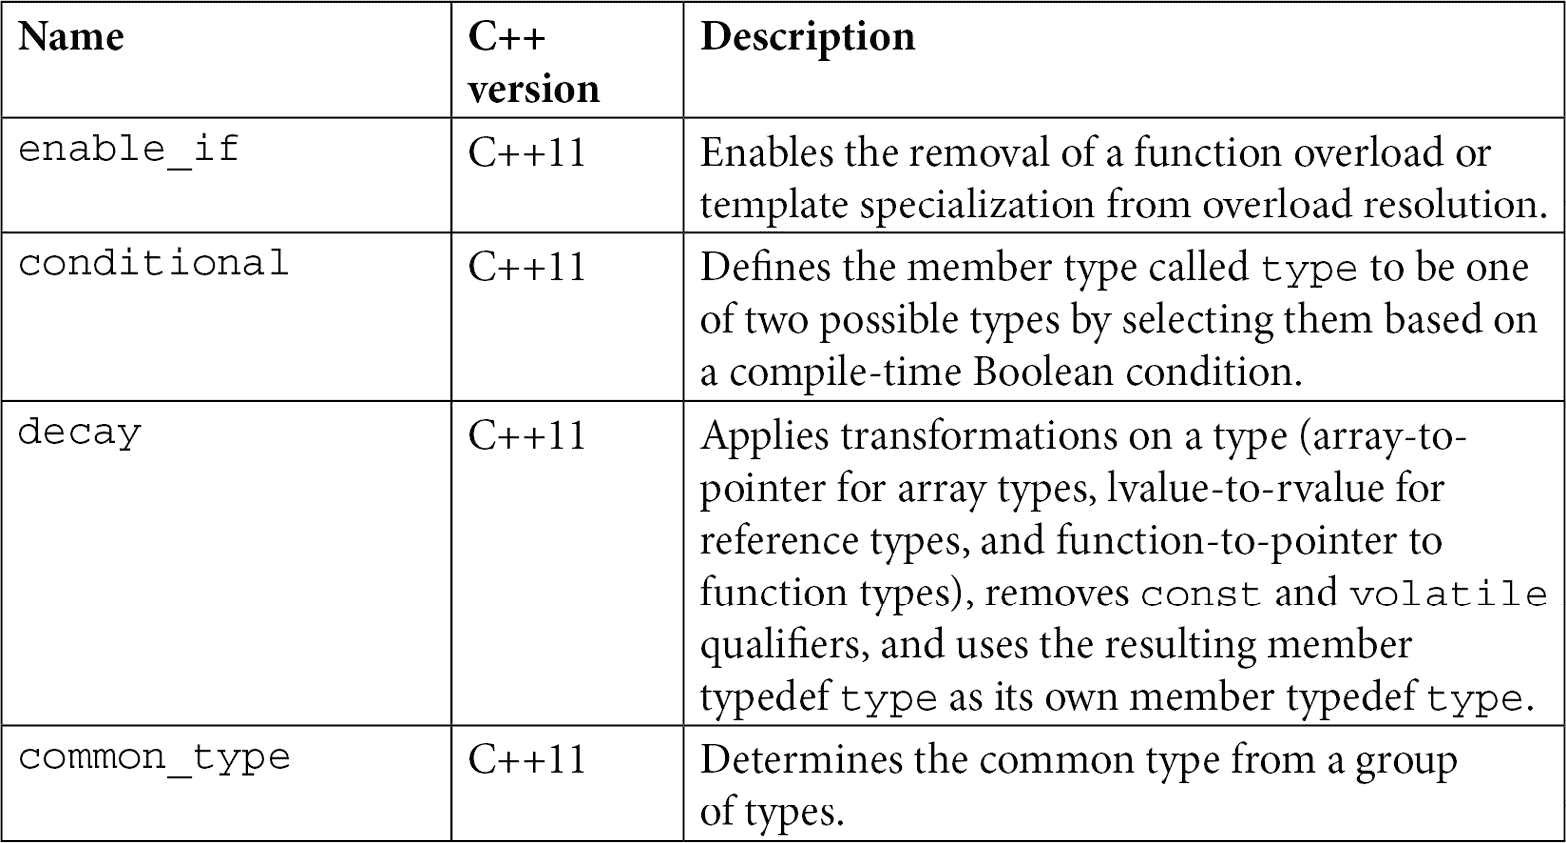 Name
C++
version
Description
enable_if
C++11
Enables the removal of a function overload or
template specialization from overload resolution.
conditional
C++11
Defines the member type called type to be one
of two possible types by selecting them based on
a compile-time Boolean condition.
decay
C++11
Applies transformations on a type (array-to-
pointer for array types, lvalue-to-rvalue for
reference types, and function-to-pointer to
function types), removes const and volatile
qualifiers, and uses the resulting member
typedef type as its own member typedef type.
common_type
C++11
Determines the common type from a group
of types.